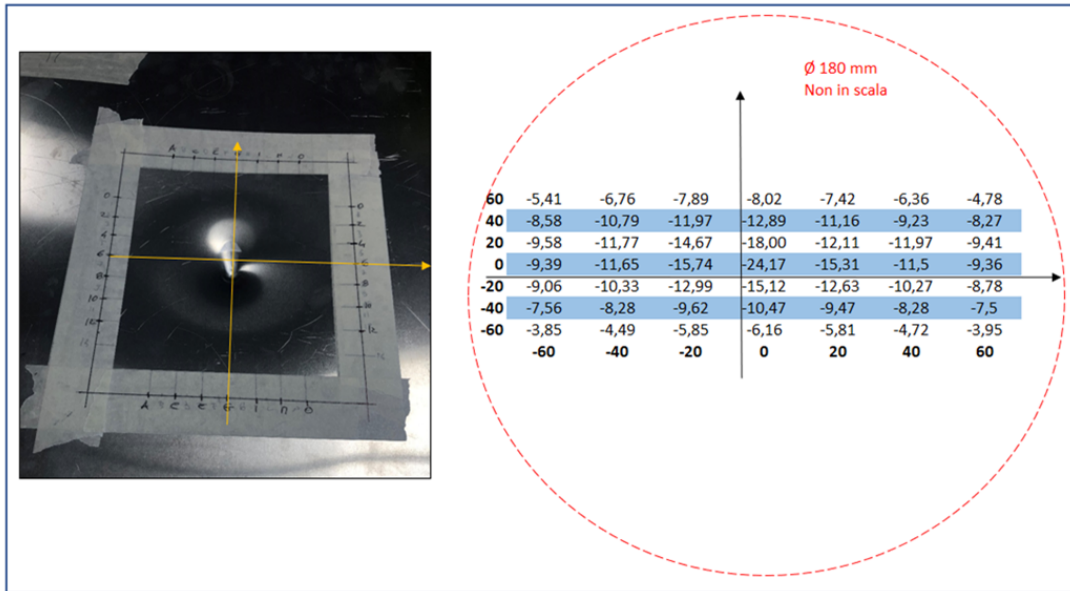 Ø 180 mm
Non in scala
60 -5,41 -6,76 -7,89 -8,02 -7,42 -6,36 -4,78
40 -8,58 -10,79 -11,97 -12,89 -11,16 -9,23 -8,27
20 -9,58 -11,77 -14,67 -18,00 -12,11 -11,97 -9,41
0 -9,39 -11,65 -15,74 -24,17 -15,31 -11,5 -9,36
-20 -9,06 -10,33 -12,99 -15,12 -12,63 -10,27 -8,78
-40 -7,56 -8,28 -9,62 -10,47 -9,47 -8,28 -7,5
-60 -3,85 -4,49 -5,85 -6,16 -5,81 -4,72 -3,95
-60 -40 -20 0 20 40 60